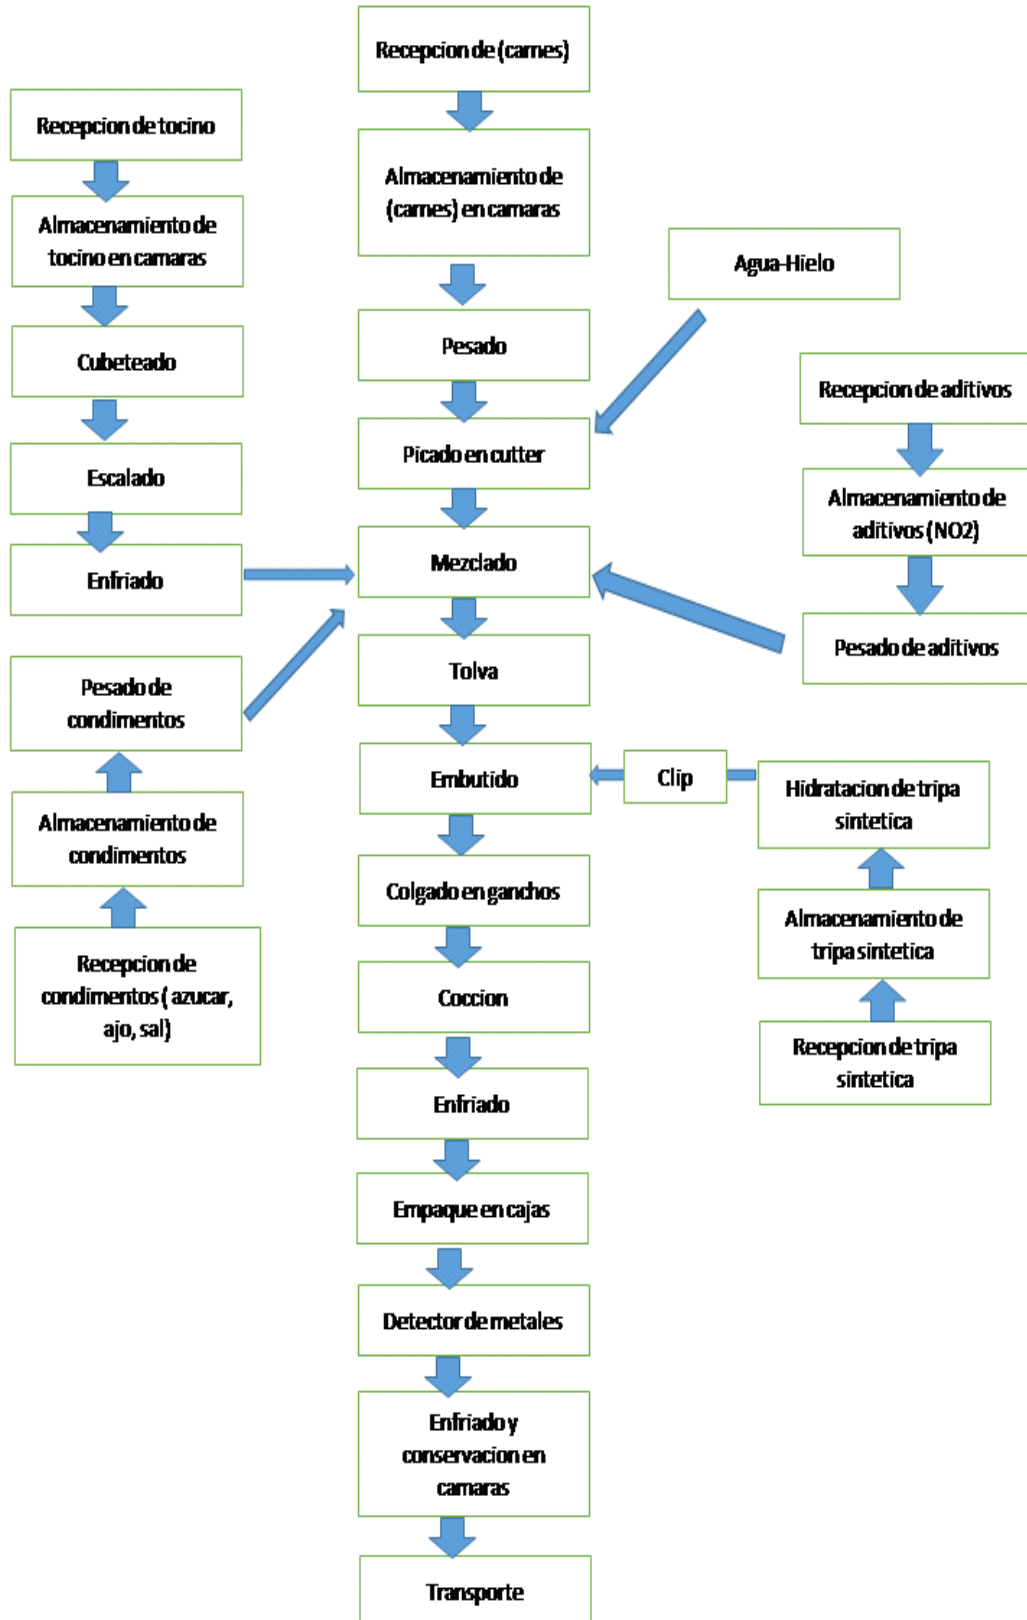 Recepcion de (carnes)
Recepcion de tocino
Almacenamiento de
(carnes) en camaras
Almacenamiento de
tocino en camaras
Agua-Hielo
Pesado
Cubeteado
Recepcion de aditivos
Picado en cutter
Escalado
Almacenamiento de
aditivos (NO2)
Mezclado
Enfriado
Pesado de aditivos
Tolva
Pesado de
condimentos
Embutido
Clip
Hidratacion de tripa
sintetica
Almacenamiento de
condimentos
Colgado en ganchos
Almacenamiento de
tripa sintetica
Recepcion de
condimentos ( azucar,
ajo, sal)
Coccion
Recepcion de tripa
sintetica
Enfriado
Empaque en cajas
Detector de metales
Enfriado y
conservacion en
camaras
Transporte